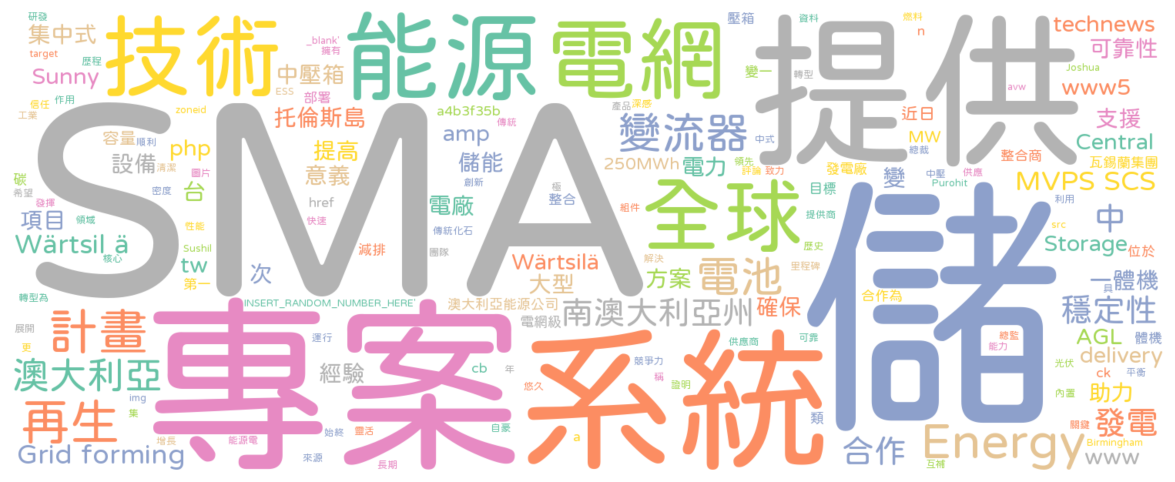 SMA
儲
專案
系統
提供
技術
能源
電網
全球
變流器
計畫
再生
澳大利亞
電池
Energy
南澳大利亞州
MVPS SCS
穩定性
合作
發電
一體機
中
Storage
Central
technews
可靠性
www5
支援
近日
MW
總裁
瓦錫蘭集團
發電廠
整合商
供應
Purohit
中壓
變
目標
提供商
歷史
里程碑
利用
src
位於
具
AGL
體機
delivery
總監
能力
光伏
ck
平衡
助力
內置
關鍵
Birmingham
www
互補
合作為
可靠
供應商
確保
方案
解決
大型
Wärtsilä
組件
整合
極
電廠
儲能
創新
傳統化石
團隊
減排
href
快速
意義
提高
托倫斯島
部署
中壓箱
ESS
擁有
_blank'
amp
a4b3f35b
傳統
250MWh
電力
領先
評論
致力
中式
產品
深感
壓箱
資料
變一
轉型
燃料
n
Joshua
avw
研發
集中式
target
歷程
Sunny
信任
作用
工業
zoneid
容量
順利
php
設備
清潔
圖片
碳
希望
密度
台
發揮
領域
性能
項目
Wärtsil ä
核心
Sushil
tw
第一
次
轉型為
INSERT_RANDOM_NUMBER_HERE'
澳大利亞能源公司
電網級
展開
更
運行
經驗
cb
年
悠久
競爭力
稱
證明
img
集
始終
靈活
自豪
a
類
Grid forming
增長
能源電
來源
長期